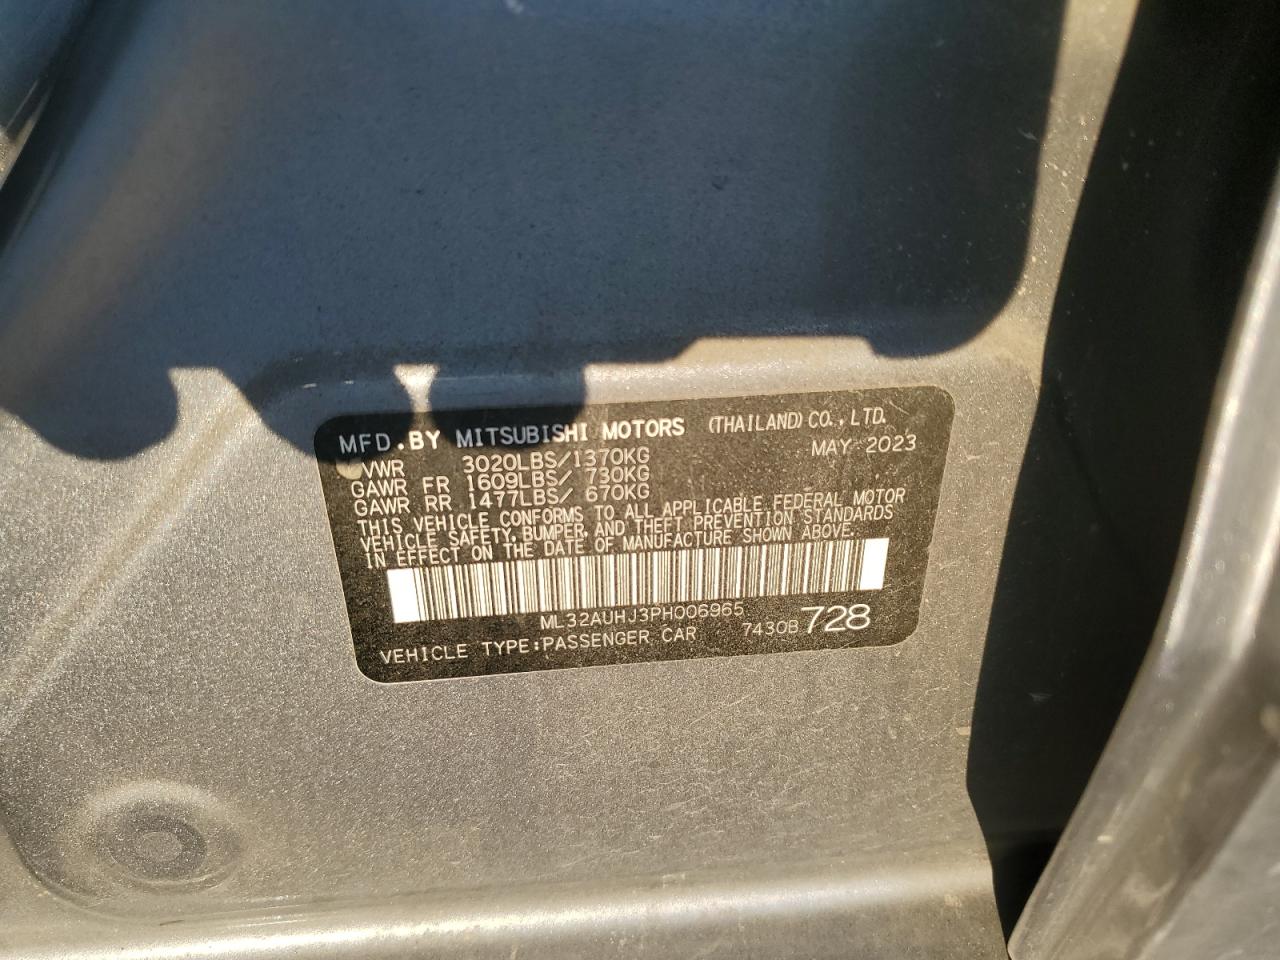 MFD.BY MITSUBISHI MOTORS (THAILAND) CO., LTD.
VWR 3020LBS/1370KG MAY 2023
GAWR FR 1609LBS/ 730KG
GAWR RR 1477LBS/ 670KG
THIS VEHICLE CONFORMS TO ALL APPLICABLE FEDERAL MOTOR
VEHICLE SAFETY, BUMPER, AND THEFT PREVENTION STANDARDS
IN EFFECT ON THE DATE OF MANUFACTURE SHOWN ABOVE.
ML32AUHJ3PH006965
VEHICLE TYPE:PASSENGER CAR 7430B 728